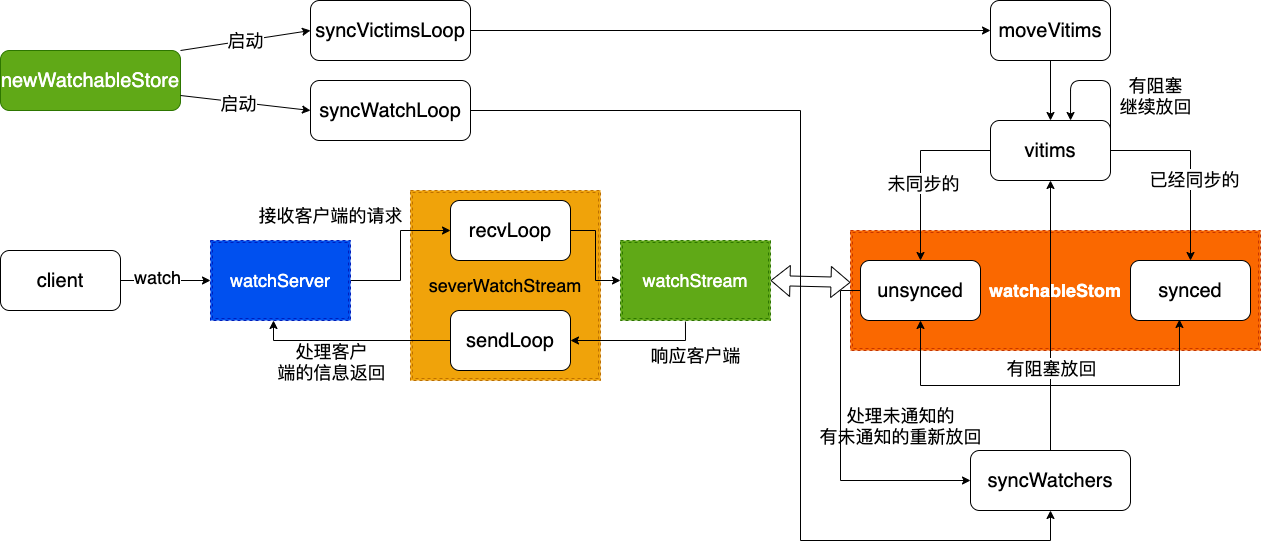 syncVictimsLoop
moveVitims
启动
newWatchableStore
有阻塞
继续放回
启动
syncWatchLoop
vitims
未同步的
已经同步的
接收客户端的请求
recvLoop
client
watch
watchServer
severWatchStream
watchStream
unsynced
watchableStom
synced
sendLoop
处理客户
端的信息返回
响应客户端
有阻塞放回
处理未通知的
有未通知的重新放回
syncWatchers